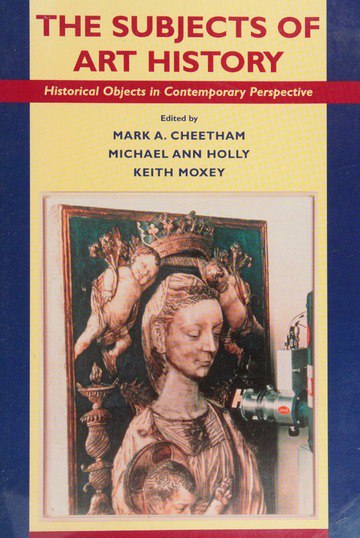 THE SUBJECTS OF
ART HISTORY
Historical Objects in Contemporary Perspective
Edited by
MARK A. CHEETHAM
MICHAEL ANN HOLLY
KEITH MOXEY